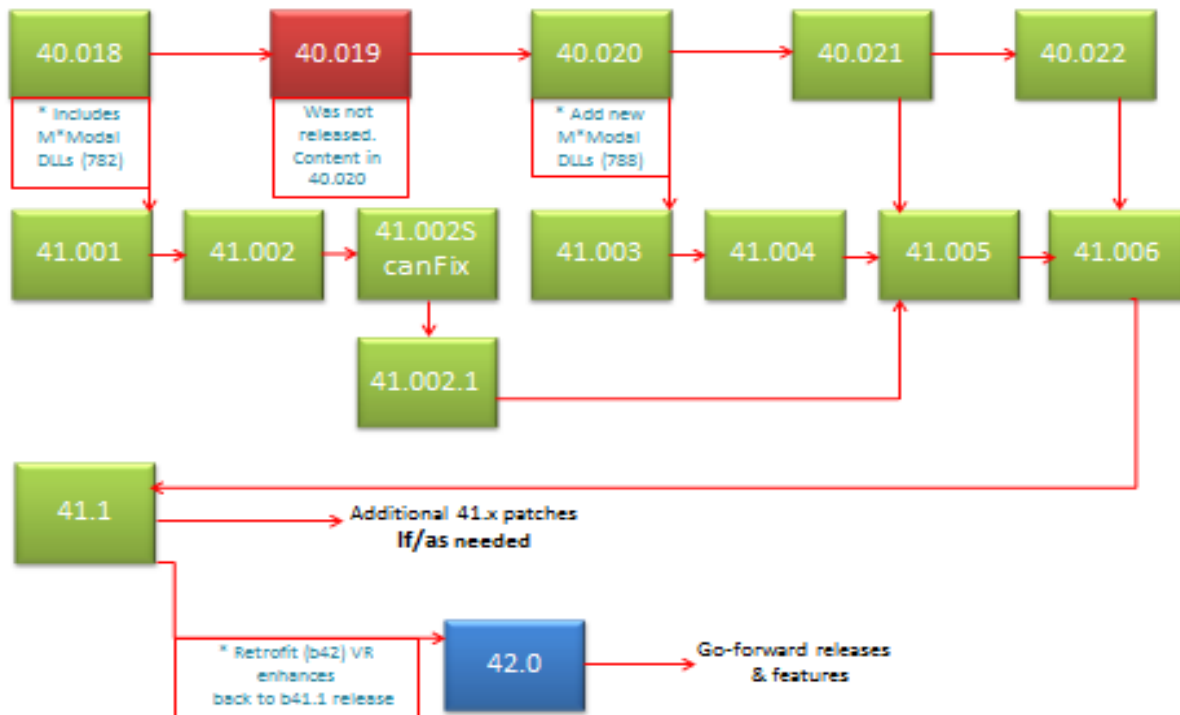 40.018
40.019
40.020
40.021
40.022
* Includes
M*Modal
DLLs (782)
Was not
released.
Content in
40.020
* Add new
M*Modal
DLLs (788)
41.001
41.002
41.002S
canFix
41.003
41.004
41.005
41.006
41.002.1
41.1
Additional 41.x patches
If/as needed
* Retrofit (b42) VR
enhances
back to b41.1 release
42.0
Go-forward releases
& features